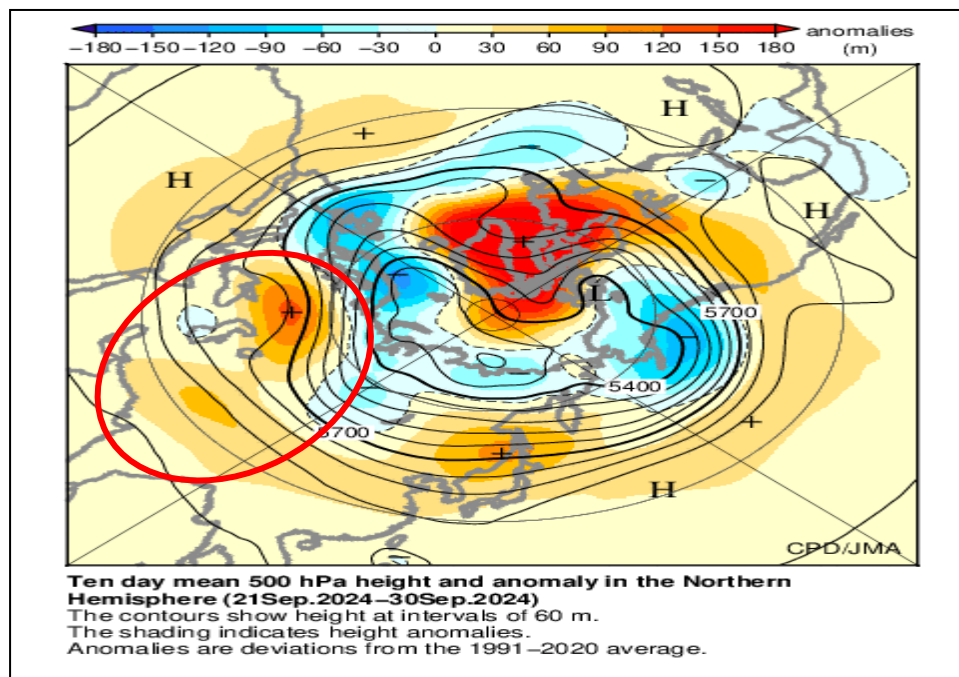 −180 −150 −120 −90 −60 −30 0 30 60 90 120 150 180 anomalies
(m)
H
H
H
L
5700
5400
5700
H
CPD/JMA
Ten day mean 500 hPa height and anomaly in the Northern
Hemisphere (21Sep.2024−30Sep.2024)
The contours show height at intervals of 60 m.
The shading indicates height anomalies.
Anomalies are deviations from the 1991−2020 average.